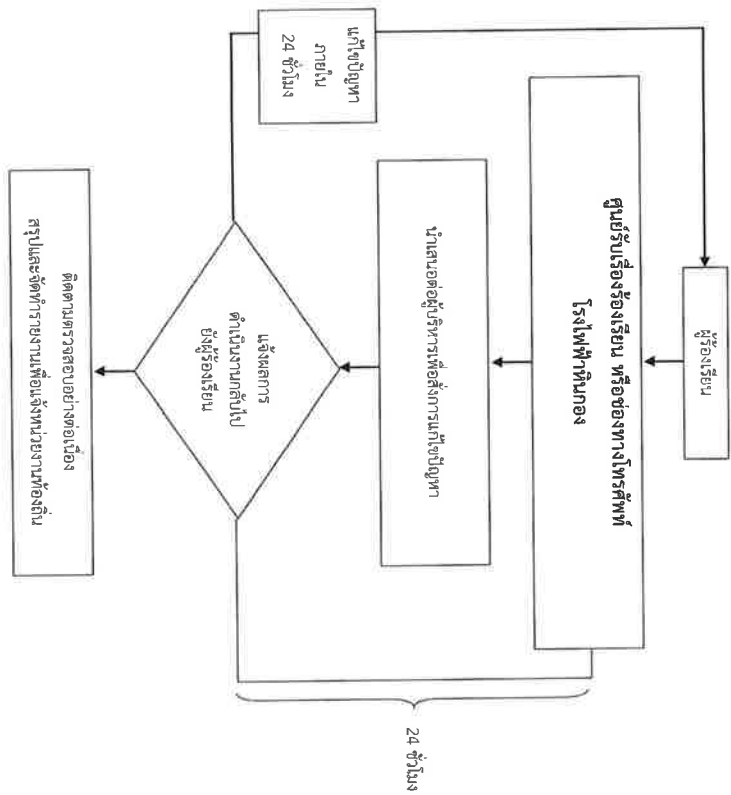 ผู้ร้องเรียน
ศูนย์รับเรื่องร้องเรียน หรือช่องทางโทรศัพท์
โรงไฟฟ้าหินกอง
นำเสนอต่อผู้บริหารเพื่อสั่งการแก้ไขปัญหา
แจ้งผลการ
ดำเนินงานกลับไป
ยังผู้ร้องเรียน
แก้ไขปัญหา
ภายใน
24 ชั่วโมง
24 ชั่วโมง
ติดตามตรวจสอบอย่างต่อเนื่อง
สรุปและจัดทำรายงานเพื่อแจ้งหน่วยงานท้องถิ่น